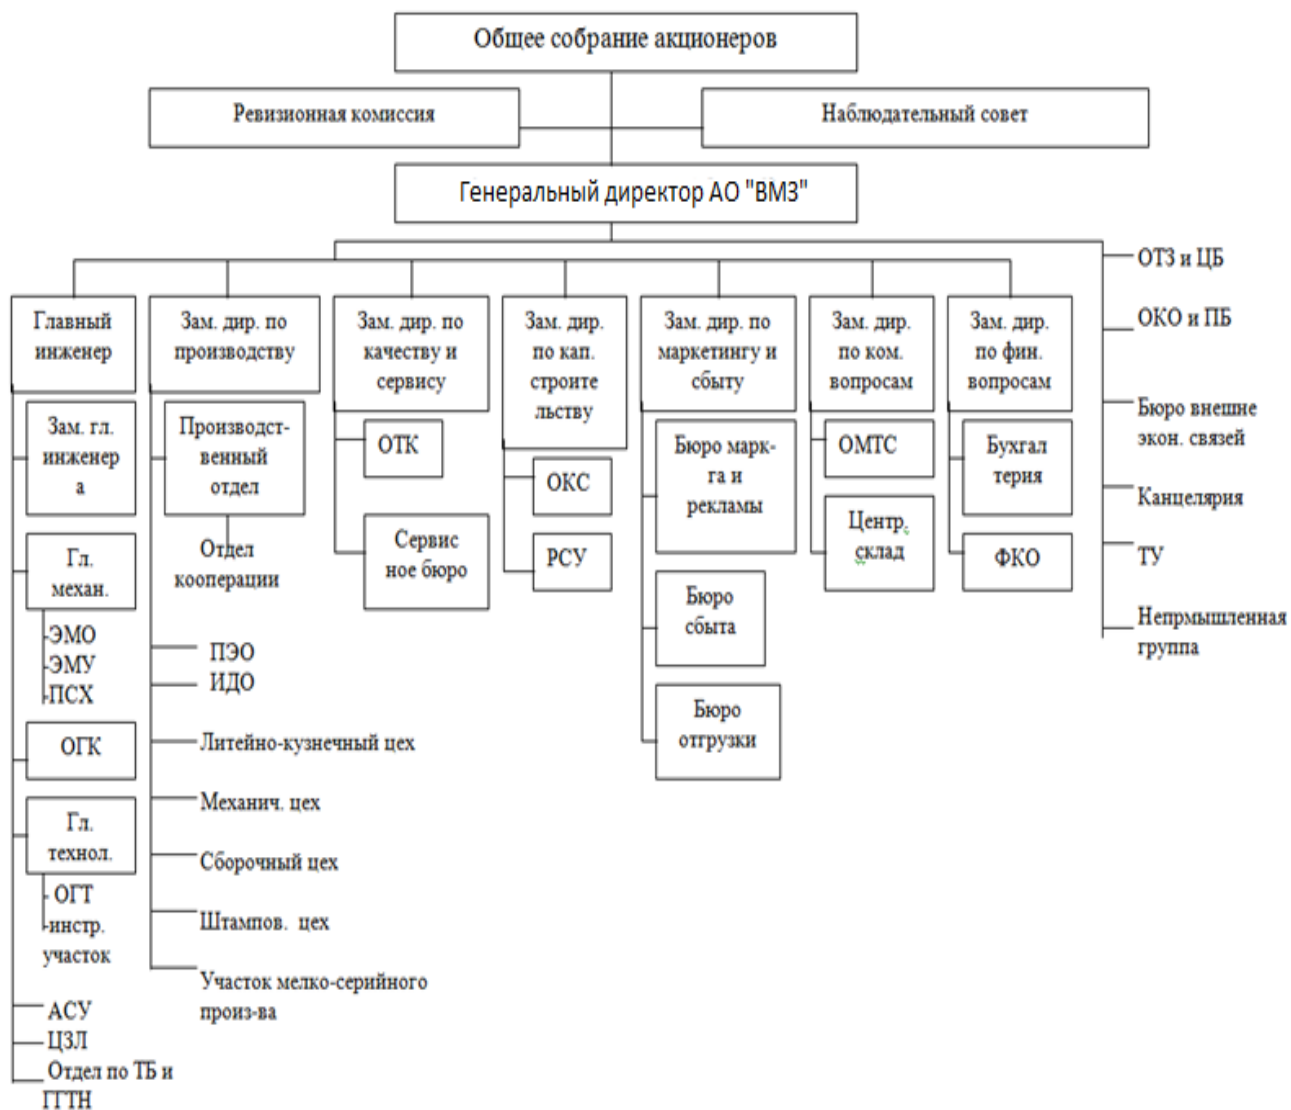 Общее собрание акционеров
Ревизионная комиссия
Наблюдательный совет
Генеральный директор АО "ВМЗ"
Главный
инженер
Зам. гл.
инженер
а
Гл.
механ.
-ЭМО
-ЭМУ
-ПСХ
ОГК
Гл.
технол.
- ОГТ
-инстр.
участок
АСУ
ЦЗЛ
Отдел по ТБ и
ГГТН
Зам. дир. по
производству
Производст-
венный
отдел
Отдел
кооперации
ПЭО
ИДО
Литейно-кузнечный цех
Механич. цех
Сборочный цех
Штампов. цех
Участок мелко-серийного
произ-ва
Зам. дир. по
качеству и
сервису
ОТК
Сервис
ное бюро
Зам. дир.
по кап.
строите
льству
ОКС
РСУ
Зам. дир. по
маркетингу и
сбыту
Бюро марк-
га и
рекламы
Бюро
сбыта
Бюро
отгрузки
Зам. дир.
по ком.
вопросам
ОМТС
Центр.
склад
Зам. дир.
по фин.
вопросам
Бухгал
терия
ФКО
ОТЗ и ЦБ
ОКО и ПБ
Бюро внешне
экон. связей
Канцелярия
ТУ
Непрмышленная
группа